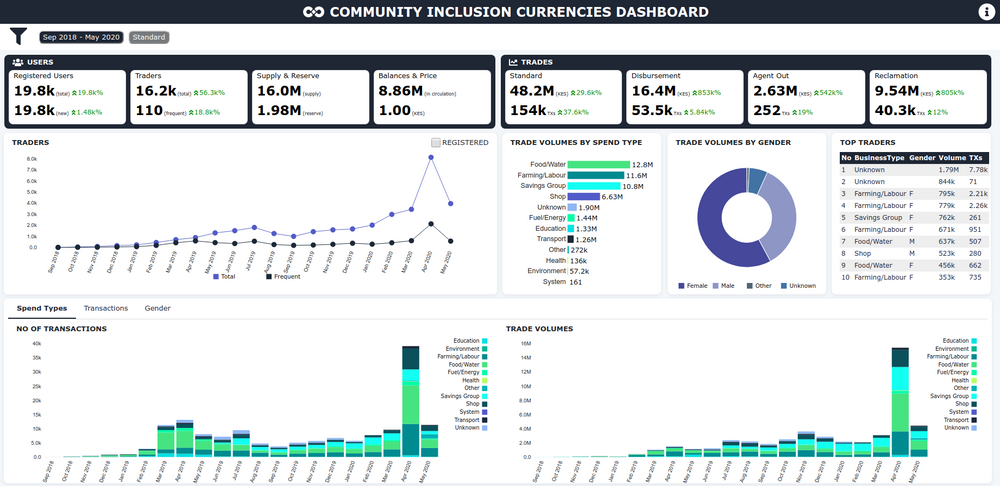 COMMUNITY INCLUSION CURRENCIES DASHBOARD
Sep 2018 - May 2020 Standard
USERS
Registered Users
19.8k (total) 19.8k%
19.8k (new) 1.48k%
Traders
16.2k (total) 56.3k%
110 (frequent) 18.8k%
Supply & Reserve
16.0M (supply)
1.98M (reserve)
Balances & Price
8.86M (in circulation)
1.00 (KES)
TRADES
Standard
48.2M (KES) 29.6k%
154k TXs 37.6k%
Disbursement
16.4M (KES) 853k%
53.5k TXs 5.84k%
Agent Out
2.63M (KES) 542k%
252 TXs 19%
Reclamation
9.54M (KES) 805k%
40.3k TXs 12%
TRADERS
REGISTERED
8.0k
7.0k
6.0k
5.0k
4.0k
3.0k
2.0k
1.0k
0.0
Sep 2018 Oct 2018 Nov 2018 Dec 2018 Jan 2019 Feb 2019 Mar 2019 Apr 2019 May 2019 Jun 2019 Jul 2019 Aug 2019 Sep 2019 Oct 2019 Nov 2019 Dec 2019 Jan 2020 Feb 2020 Mar 2020 Apr 2020 May 2020
Total Frequent
TRADE VOLUMES BY SPEND TYPE
Food/Water 12.8M
Farming/Labour 11.6M
Savings Group 10.8M
Shop 6.63M
Unknown 1.90M
Fuel/Energy 1.44M
Education 1.33M
Transport 1.26M
Other 272k
Health 136k
Environment 57.2k
System 161
TRADE VOLUMES BY GENDER
Female Male Other Unknown
TOP TRADERS
No BusinessType Gender Volume TXs
1 Unknown 1.79M 7.78k
2 Unknown 844k 71
3 Farming/Labour F 795k 2.21k
4 Farming/Labour F 779k 2.26k
5 Savings Group F 762k 261
6 Farming/Labour F 671k 951
7 Food/Water M 637k 507
8 Shop M 523k 280
9 Food/Water F 456k 662
10 Farming/Labour F 353k 735
Spend Types Transactions Gender
NO OF TRANSACTIONS
40k
35k
30k
25k
20k
15k
10k
5.0k
0.0
Sep 2018 Oct 2018 Nov 2018 Dec 2018 Jan 2019 Feb 2019 Mar 2019 Apr 2019 May 2019 Jun 2019 Jul 2019 Aug 2019 Sep 2019 Oct 2019 Nov 2019 Dec 2019 Jan 2020 Feb 2020 Mar 2020 Apr 2020 May 2020
Education
Environment
Farming/Labour
Food/Water
Fuel/Energy
Health
Other
Savings Group
Shop
System
Transport
Unknown
TRADE VOLUMES
16M
14M
12M
10M
8.0M
6.0M
4.0M
2.0M
0.0
Sep 2018 Oct 2018 Nov 2018 Dec 2018 Jan 2019 Feb 2019 Mar 2019 Apr 2019 May 2019 Jun 2019 Jul 2019 Aug 2019 Sep 2019 Oct 2019 Nov 2019 Dec 2019 Jan 2020 Feb 2020 Mar 2020 Apr 2020 May 2020
Education
Environment
Farming/Labour
Food/Water
Fuel/Energy
Health
Other
Savings Group
Shop
System
Transport
Unknown